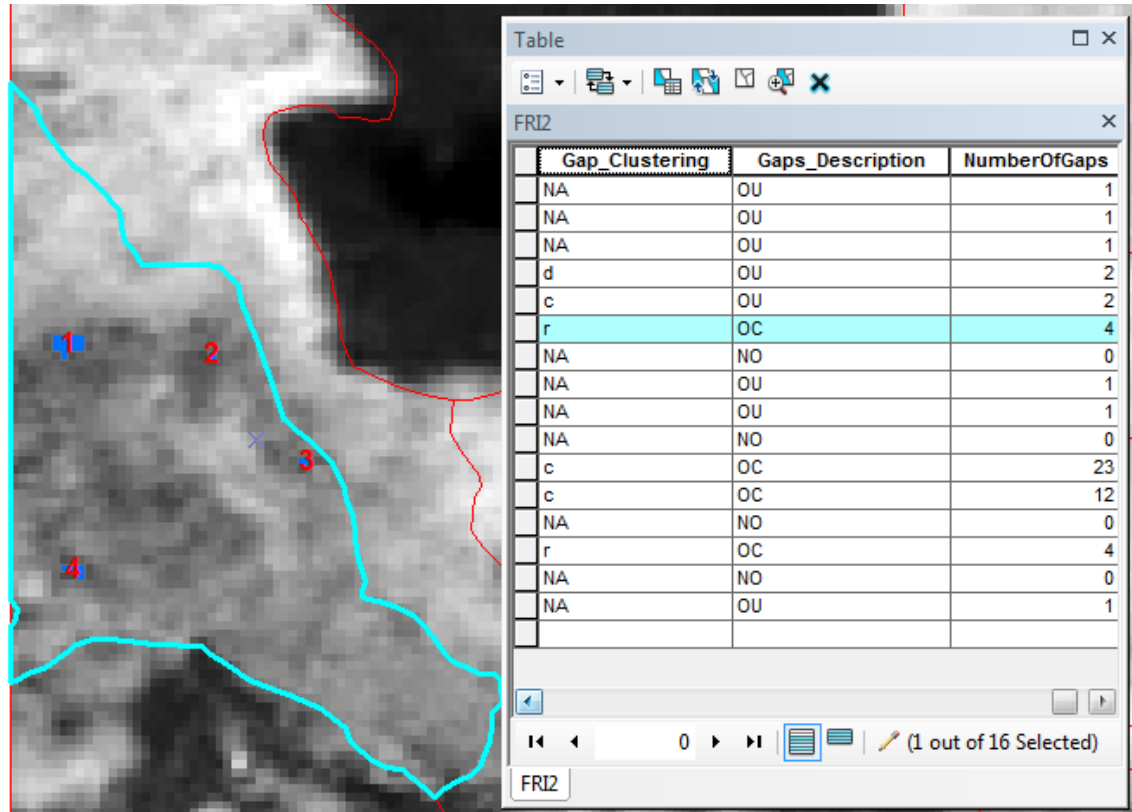 Table
FRI2
Gap_Clustering Gaps_Description NumberOfGaps
NA OU 1
NA OU 1
NA OU 1
d OU 2
c OU 2
r OC 4
NA NO 0
NA OU 1
NA OU 1
NA NO 0
c OC 23
c OC 12
NA NO 0
r OC 4
NA NO 0
NA OU 1
0 (1 out of 16 Selected)
FRI2
1
2
3
4